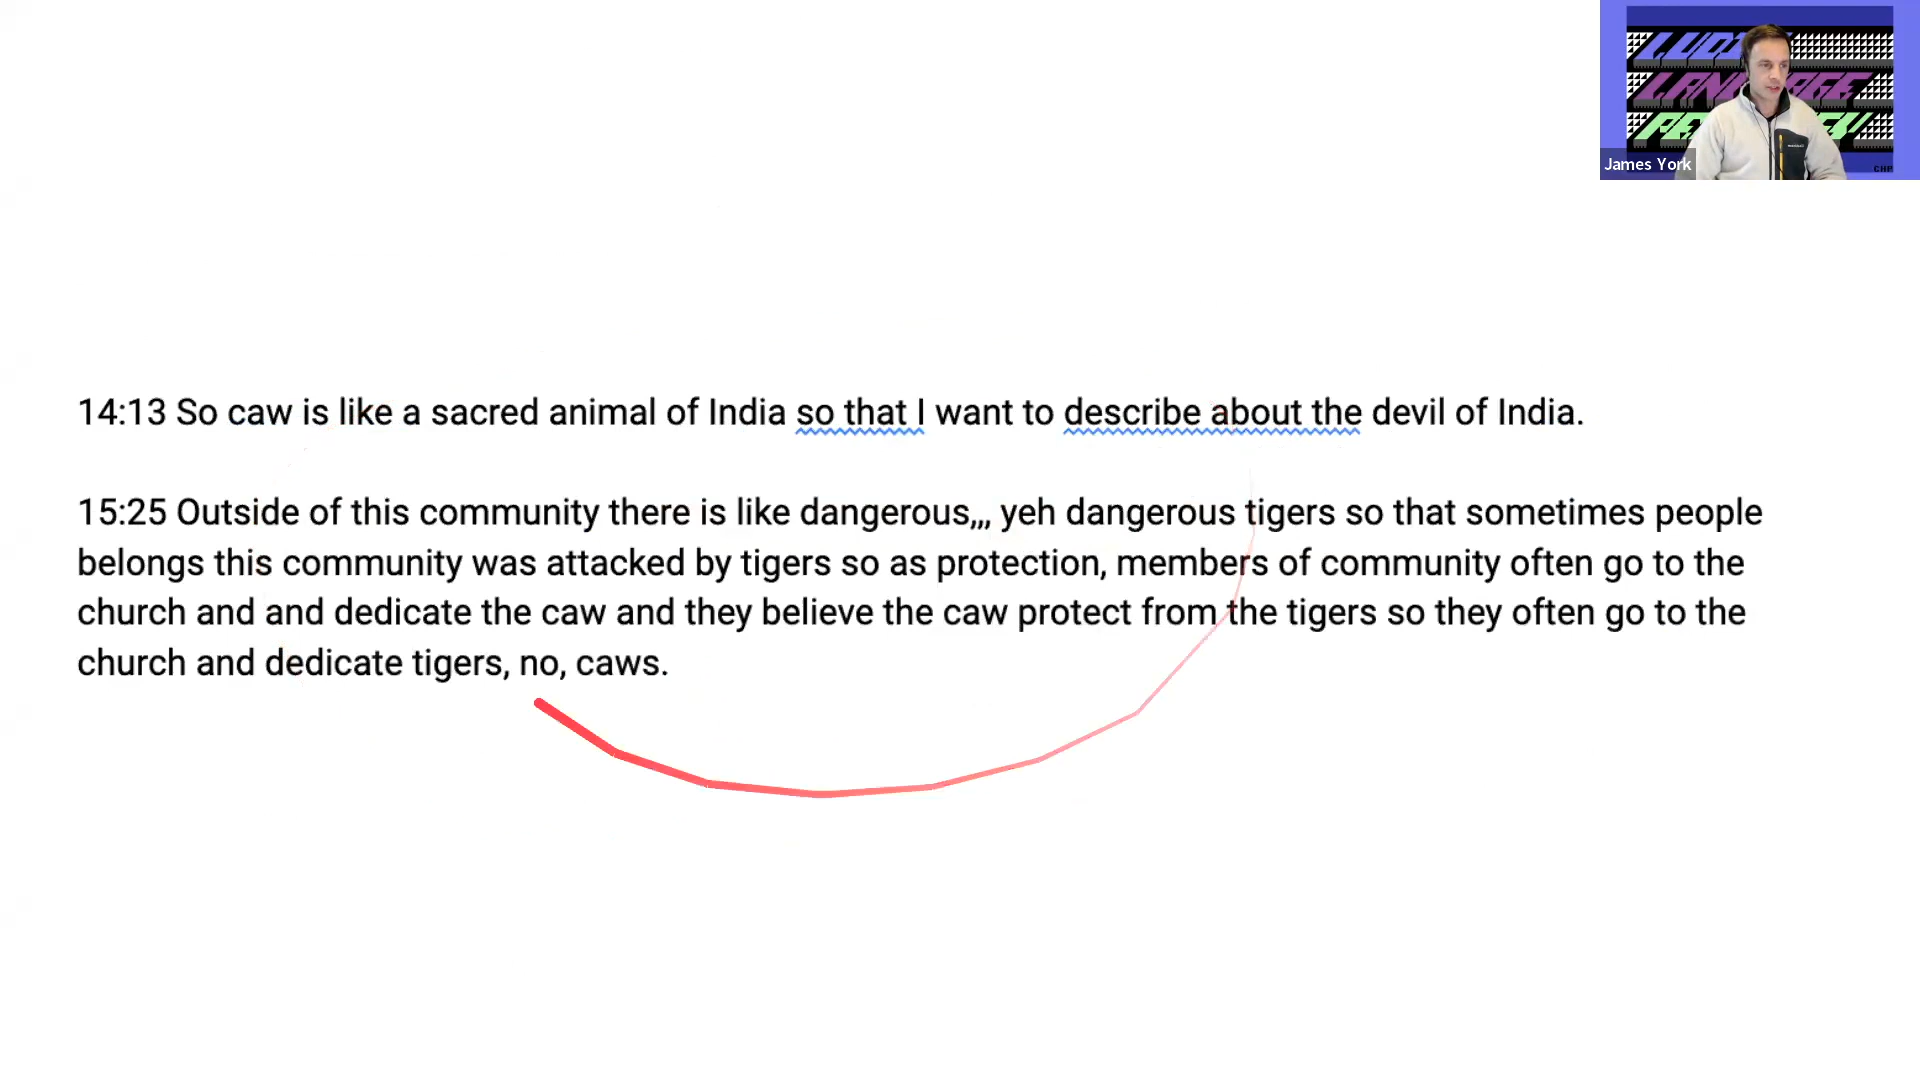 LUDIC
LANGUAGE
James York
CHP
14:13 So caw is like a sacred animal of India so that I want to describe about the devil of India.
15:25 Outside of this community there is like dangerous,,, yeh dangerous tigers so that sometimes people
belongs this community was attacked by tigers so as protection, members of community often go to the
church and and dedicate the caw and they believe the caw protect from the tigers so they often go to the
church and dedicate tigers, no, caws.